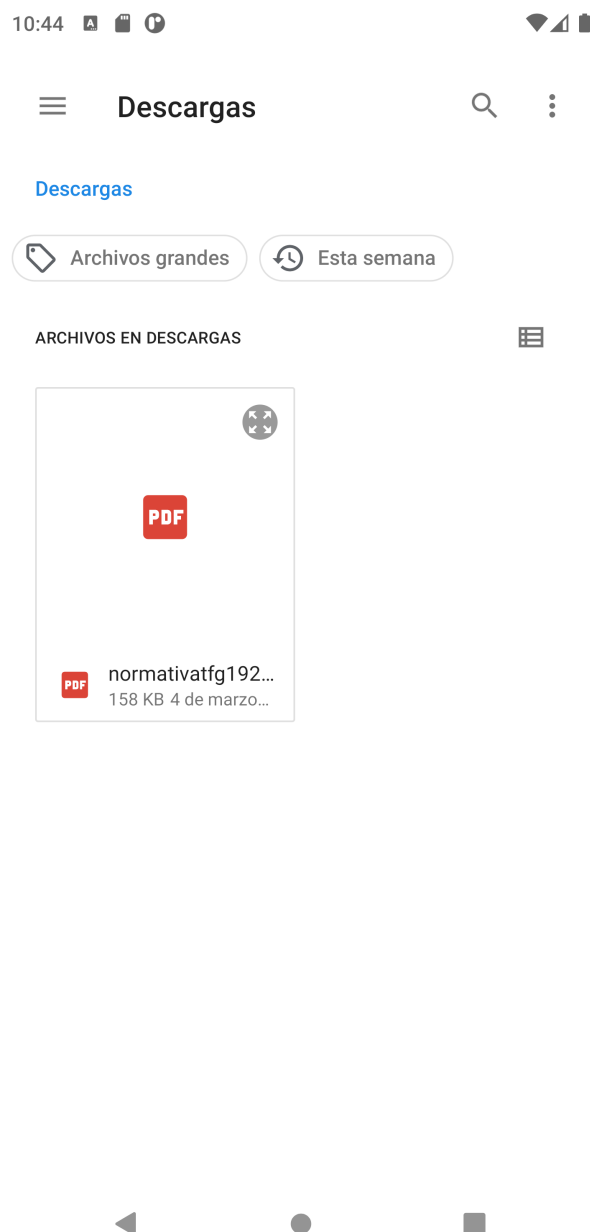 10:44
Descargas
Descargas
Archivos grandes
Esta semana
ARCHIVOS EN DESCARGAS
PDF
PDF
normativatfg192…
158 KB 4 de marzo…